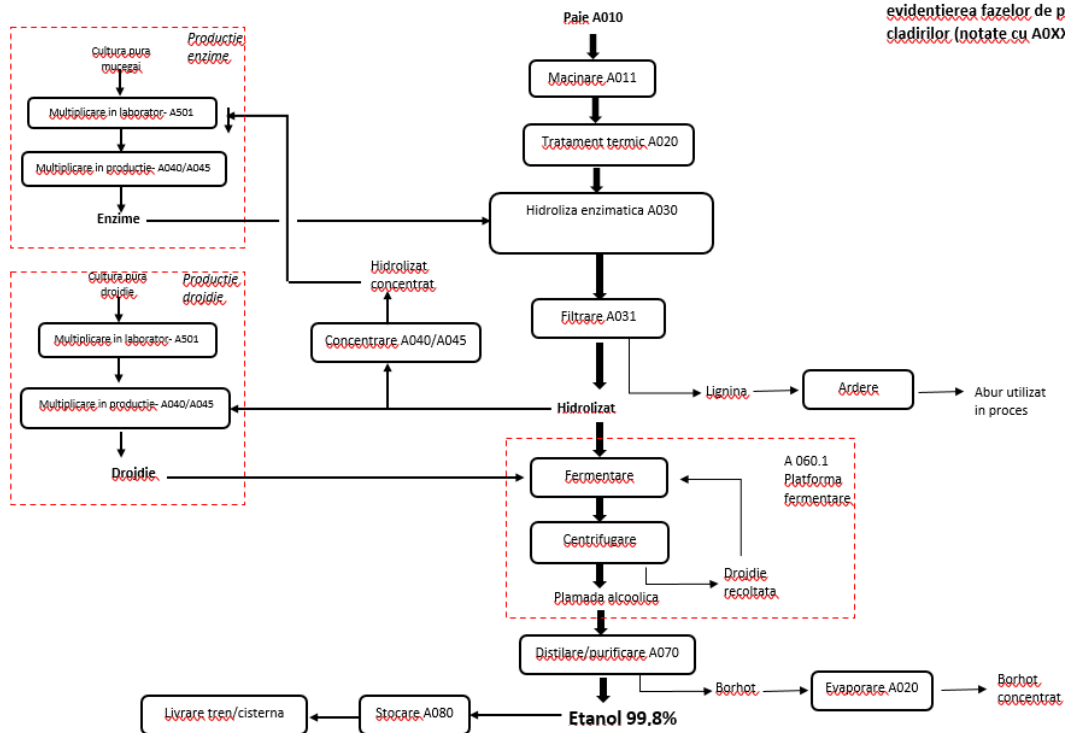 evidentierea fazelor de p
cladirilor (notate cu A0XX
Paie A010
Macinare A011
Tratament termic A020
Hidroliza enzimatica A030
Filtrare A031
Lignina
Ardere
Abur utilizat
in proces
Hidrolizat
Productie
enzime
Cultura pura
mucegai
Multiplicare in laborator- A501
Multiplicare in productie- A040/A045
Enzime
Hidrolizat
concentrat
Concentrare A040/A045
Productie
droidie
Cultura pura
droidie
Multiplicare in laborator- A501
Multiplicare in productie- A040/A045
Droidie
A 060.1
Platforma
fermentare
Fermentare
Centrifugare
Droidie
recoltata
Plamada alcoolica
Distilare/purificare A070
Borhot
Evaporare A020
Borhot
concentrat
Etanol 99,8%
Stocare A080
Livrare tren/cisterna